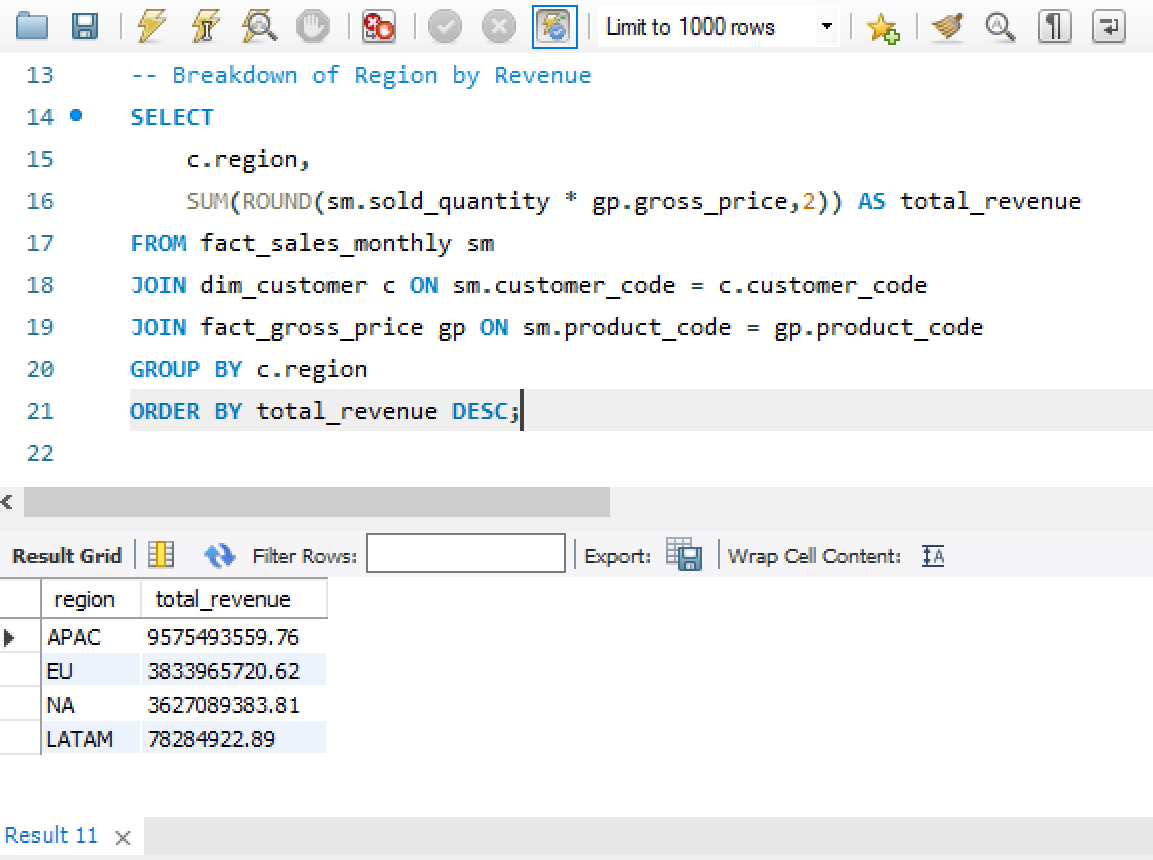 Limit to 1000 rows
13 -- Breakdown of Region by Revenue
14 SELECT
15 c.region,
16 SUM(ROUND(sm.sold_quantity * gp.gross_price,2)) AS total_revenue
17 FROM fact_sales_monthly sm
18 JOIN dim_customer c ON sm.customer_code = c.customer_code
19 JOIN fact_gross_price gp ON sm.product_code = gp.product_code
20 GROUP BY c.region
21 ORDER BY total_revenue DESC;
22
Result Grid Filter Rows: Export: Wrap Cell Content: IA
region total_revenue
APAC 9575493559.76
EU 3833965720.62
NA 3627089383.81
LATAM 78284922.89
Result 11 ×